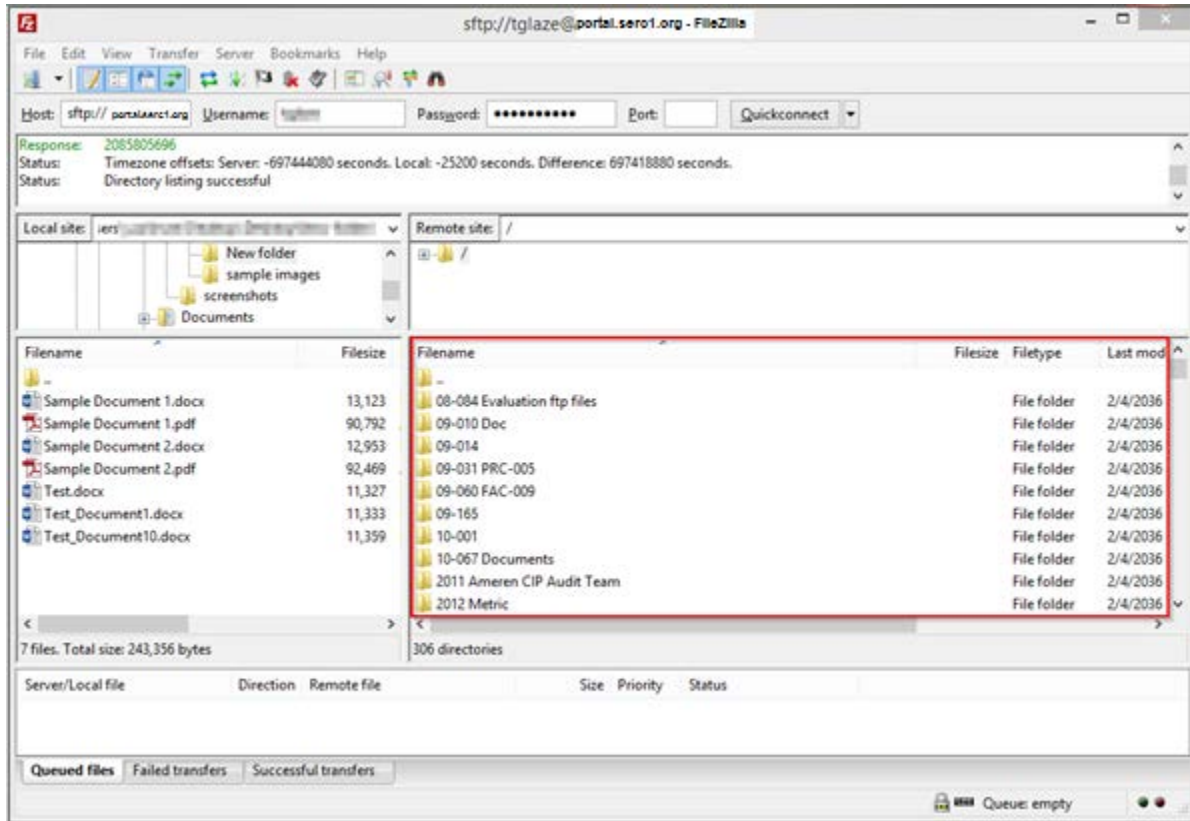 sftp://tglaze@portal.sero1.org - FileZilla
File Edit View Transfer Server Bookmarks Help
Host: sftp:// Username: Password: •••••••••• Port: Quickconnect
Response: 2085805696
Status: Timezone offsets: Server: -697444080 seconds. Local: -25200 seconds. Difference: 697418880 seconds.
Status: Directory listing successful
Local site: Remote site: /
New folder /
sample images
screenshots
Documents
Filename Filesize Filename Filesize Filetype Last mod
.. ..
Sample Document 1.docx 13,123 08-084 Evaluation ftp files File folder 2/4/2036
Sample Document 1.pdf 90,792 09-010 Doc File folder 2/4/2036
Sample Document 2.docx 12,953 09-014 File folder 2/4/2036
Sample Document 2.pdf 92,469 09-031 PRC-005 File folder 2/4/2036
Test.docx 11,327 09-060 FAC-009 File folder 2/4/2036
Test_Document1.docx 11,333 09-165 File folder 2/4/2036
Test_Document10.docx 11,359 10-001 File folder 2/4/2036
10-067 Documents File folder 2/4/2036
2011 Ameren CIP Audit Team File folder 2/4/2036
2012 Metric File folder 2/4/2036
7 files. Total size: 243,356 bytes 306 directories
Server/Local file Direction Remote file Size Priority Status
Queued files Failed transfers Successful transfers
Queue: empty